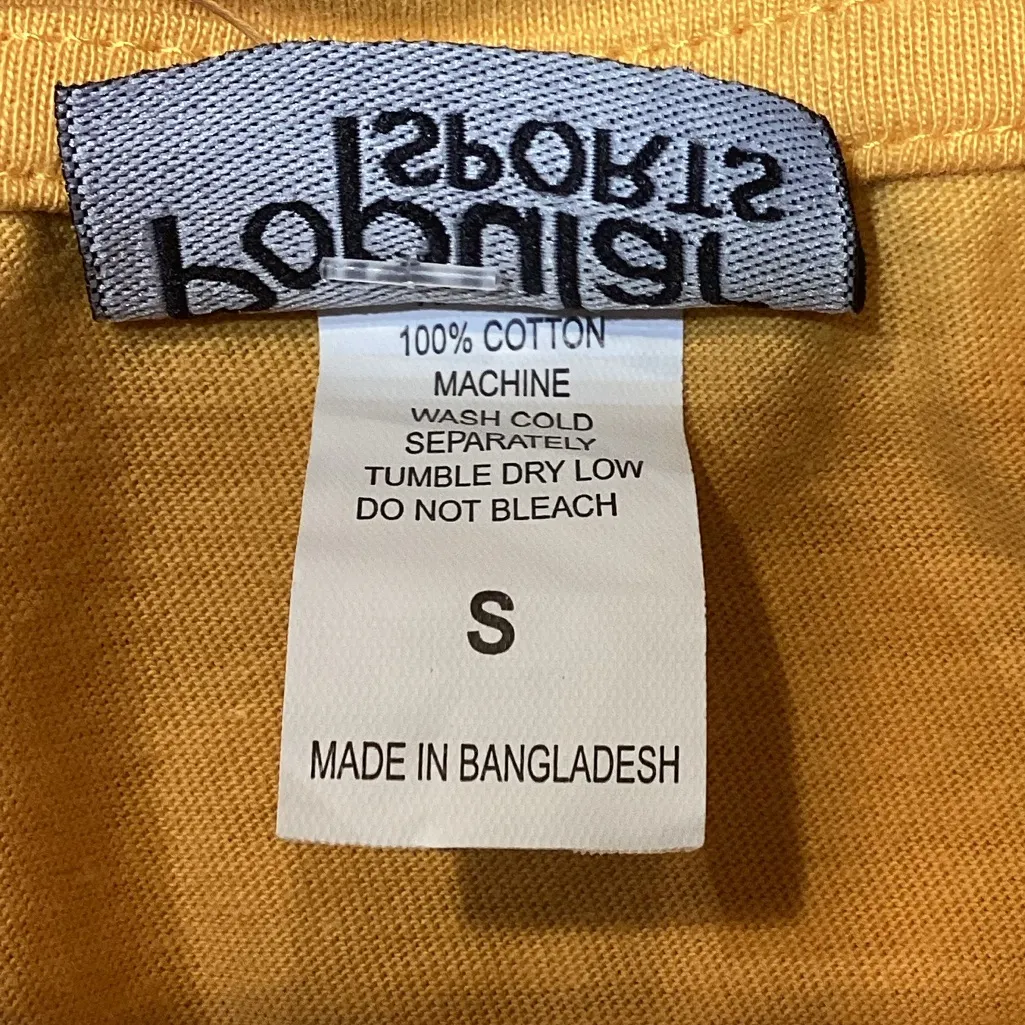 Popular
SPORTS
100% COTTON
MACHINE
WASH COLD
SEPARATELY
TUMBLE DRY LOW
DO NOT BLEACH
S
MADE IN BANGLADESH